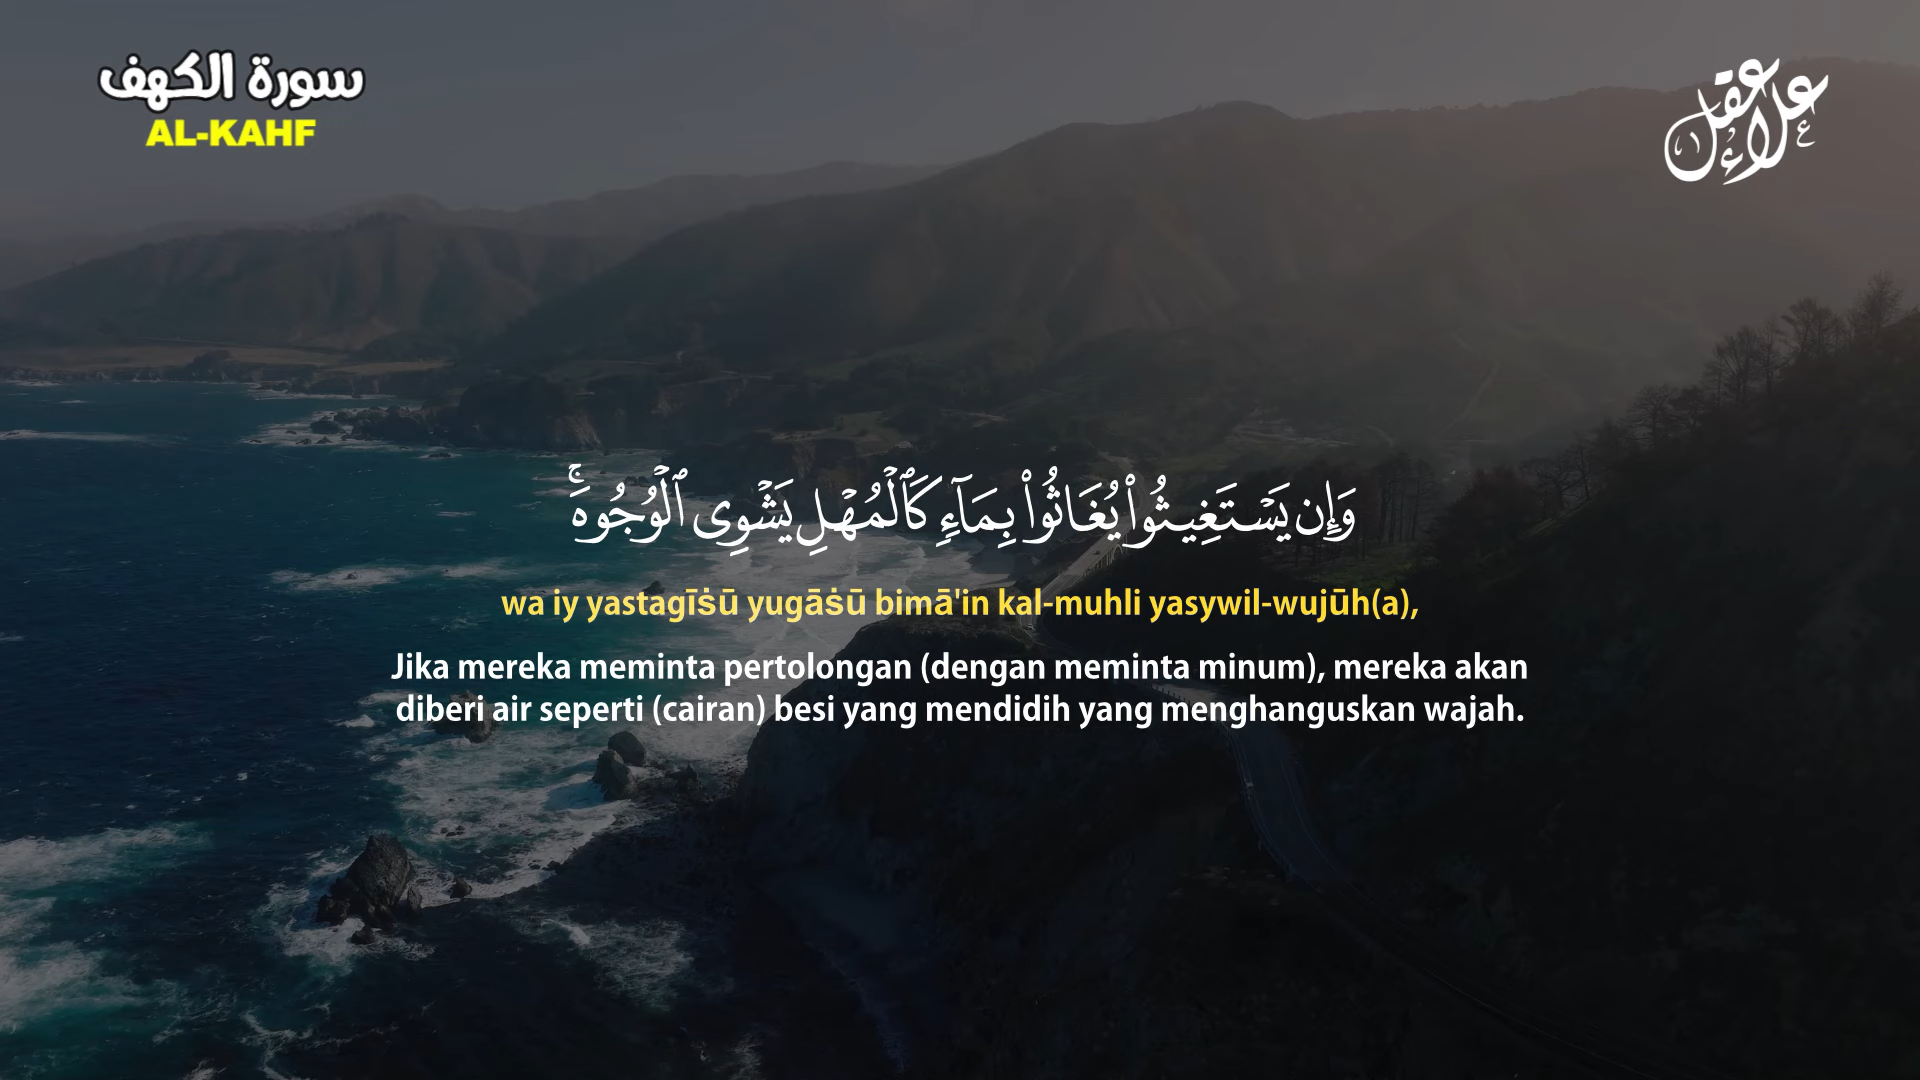 سورة الكهف
AL-KAHF
علاء عقل
وَإِن يَسْتَغِيثُوا۟ يُغَاثُوا۟ بِمَآءٍ كَٱلْمُهْلِ يَشْوِى ٱلْوُجُوهَ ۚ
wa iy yastagīṡū yugāṡū bimā'in kal-muhli yasywil-wujūh(a),
Jika mereka meminta pertolongan (dengan meminta minum), mereka akan
diberi air seperti (cairan) besi yang mendidih yang menghanguskan wajah.